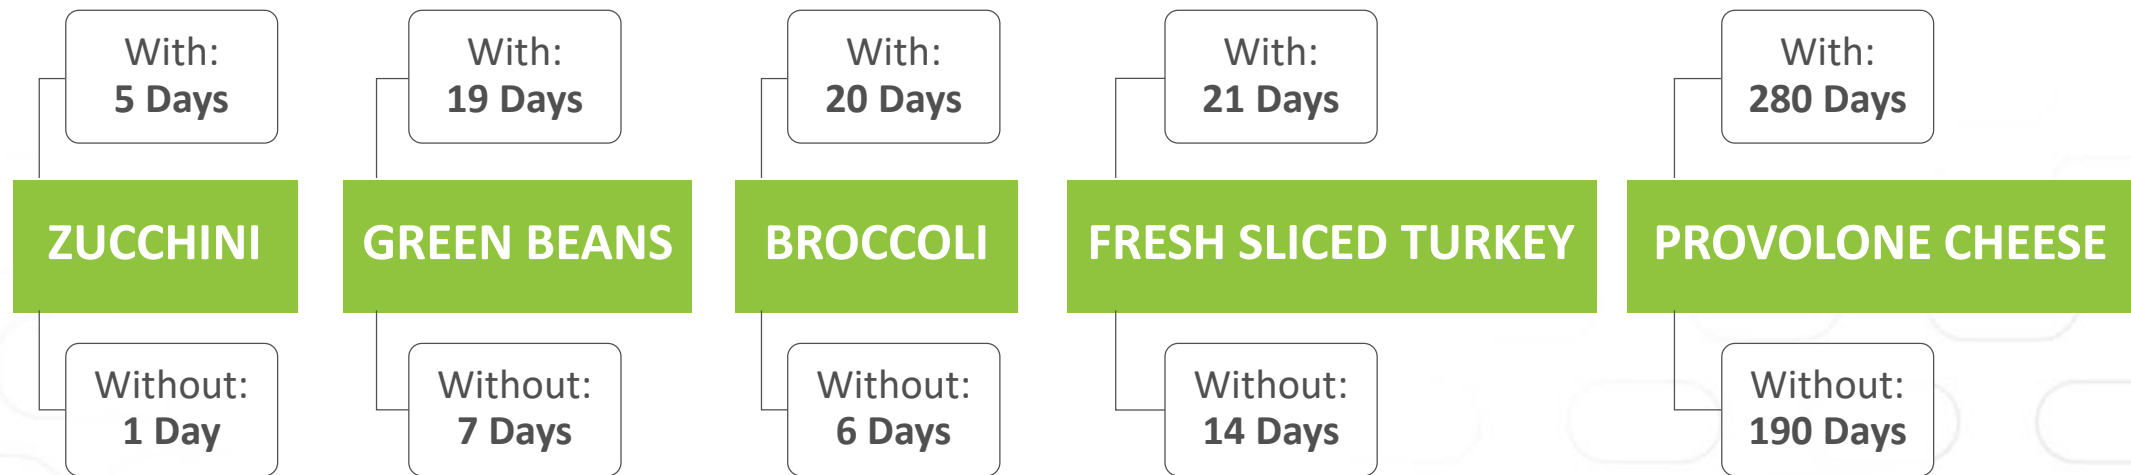 With:
5 Days
With:
19 Days
With:
20 Days
With:
21 Days
With:
280 Days
ZUCCHINI
GREEN BEANS
BROCCOLI
FRESH SLICED TURKEY
PROVOLONE CHEESE
Without:
1 Day
Without:
7 Days
Without:
6 Days
Without:
14 Days
Without:
190 Days